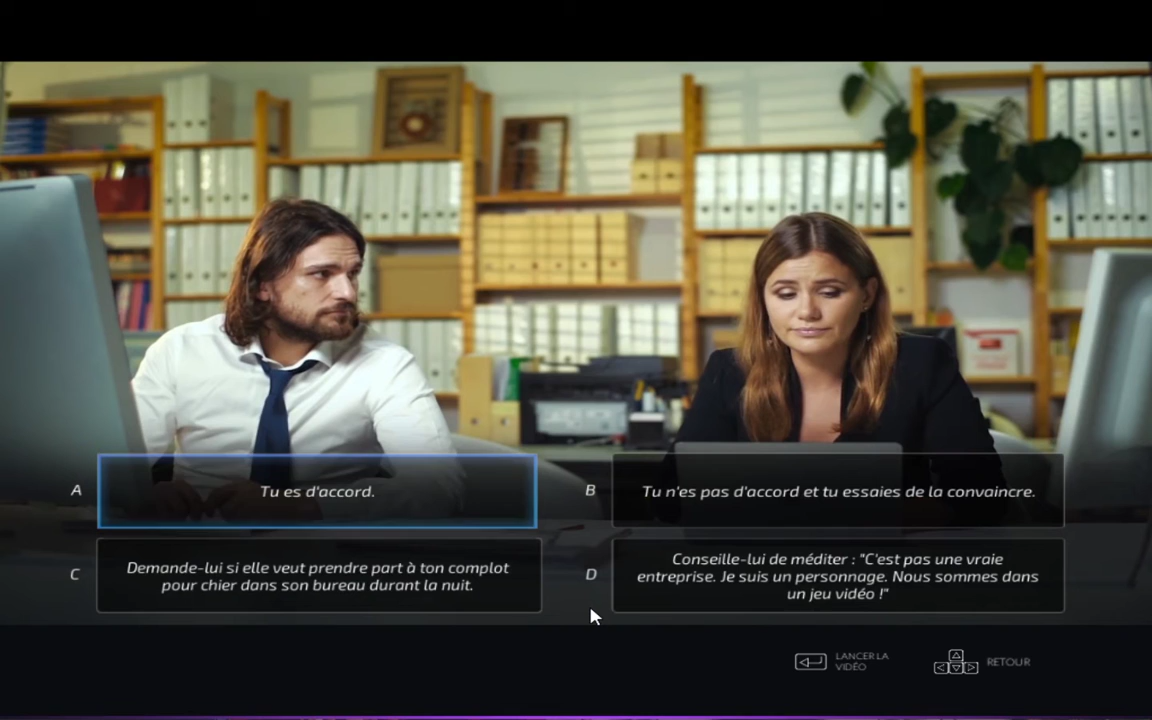 A
Tu es d'accord.
B
Tu n'es pas d'accord et tu essaies de la convaincre.
C
Demande-lui si elle veut prendre part à ton complot
pour chier dans son bureau durant la nuit.
D
Conseille-lui de méditer : "C'est pas une vraie
entreprise. Je suis un personnage. Nous sommes dans
un jeu vidéo !"
LANCER LA
VIDÉO
RETOUR